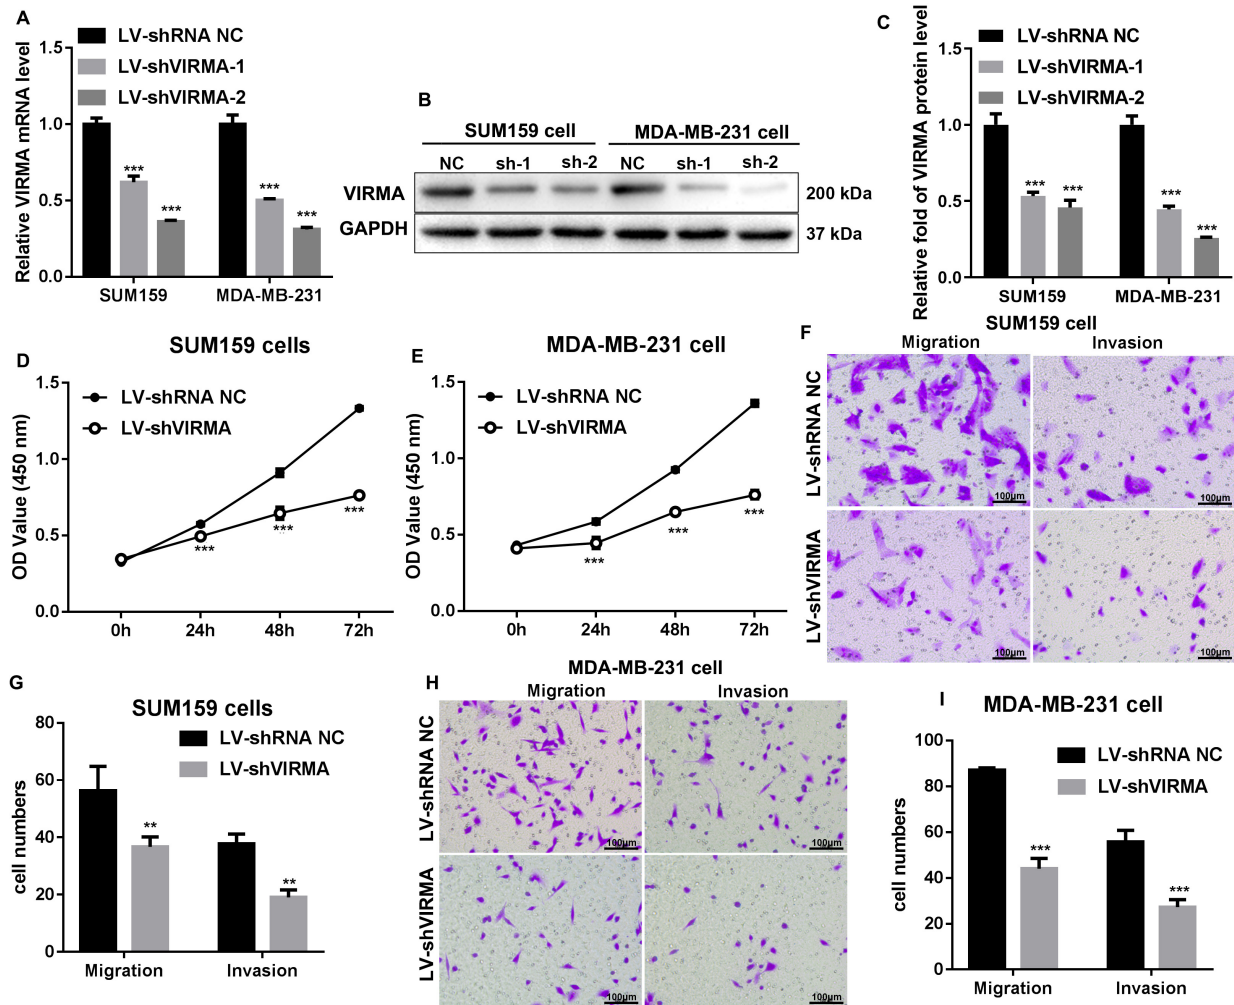 A
LV-shRNA NC
LV-shVIRMA-1
LV-shVIRMA-2
Relative VIRMA mRNA level
1.5
1.0
0.5
0.0
***
***
***
***
SUM159
MDA-MB-231
B
SUM159 cell
MDA-MB-231 cell
NC
sh-1
sh-2
NC
sh-1
sh-2
VIRMA
200 kDa
GAPDH
37 kDa
C
LV-shRNA NC
LV-shVIRMA-1
LV-shVIRMA-2
Relative fold of VIRMA protein level
1.5
1.0
0.5
0.0
***
***
***
***
SUM159
MDA-MB-231
D
SUM159 cells
LV-shRNA NC
LV-shVIRMA
OD Value (450 nm)
1.5
1.0
0.5
0.0
***
***
***
0h
24h
48h
72h
E
MDA-MB-231 cell
LV-shRNA NC
LV-shVIRMA
OD Value (450 nm)
1.5
1.0
0.5
0.0
***
***
***
0h
24h
48h
72h
F
SUM159 cell
Migration
Invasion
LV-shRNA NC
100μm
100μm
LV-shVIRMA
100μm
100μm
G
SUM159 cells
LV-shRNA NC
LV-shVIRMA
cell numbers
80
60
40
20
0
**
**
Migration
Invasion
H
MDA-MB-231 cell
Migration
Invasion
LV-shRNA NC
100μm
100μm
LV-shVIRMA
100μm
100μm
I
MDA-MB-231 cell
LV-shRNA NC
LV-shVIRMA
cell numbers
100
80
60
40
20
0
***
***
Migration
Invasion